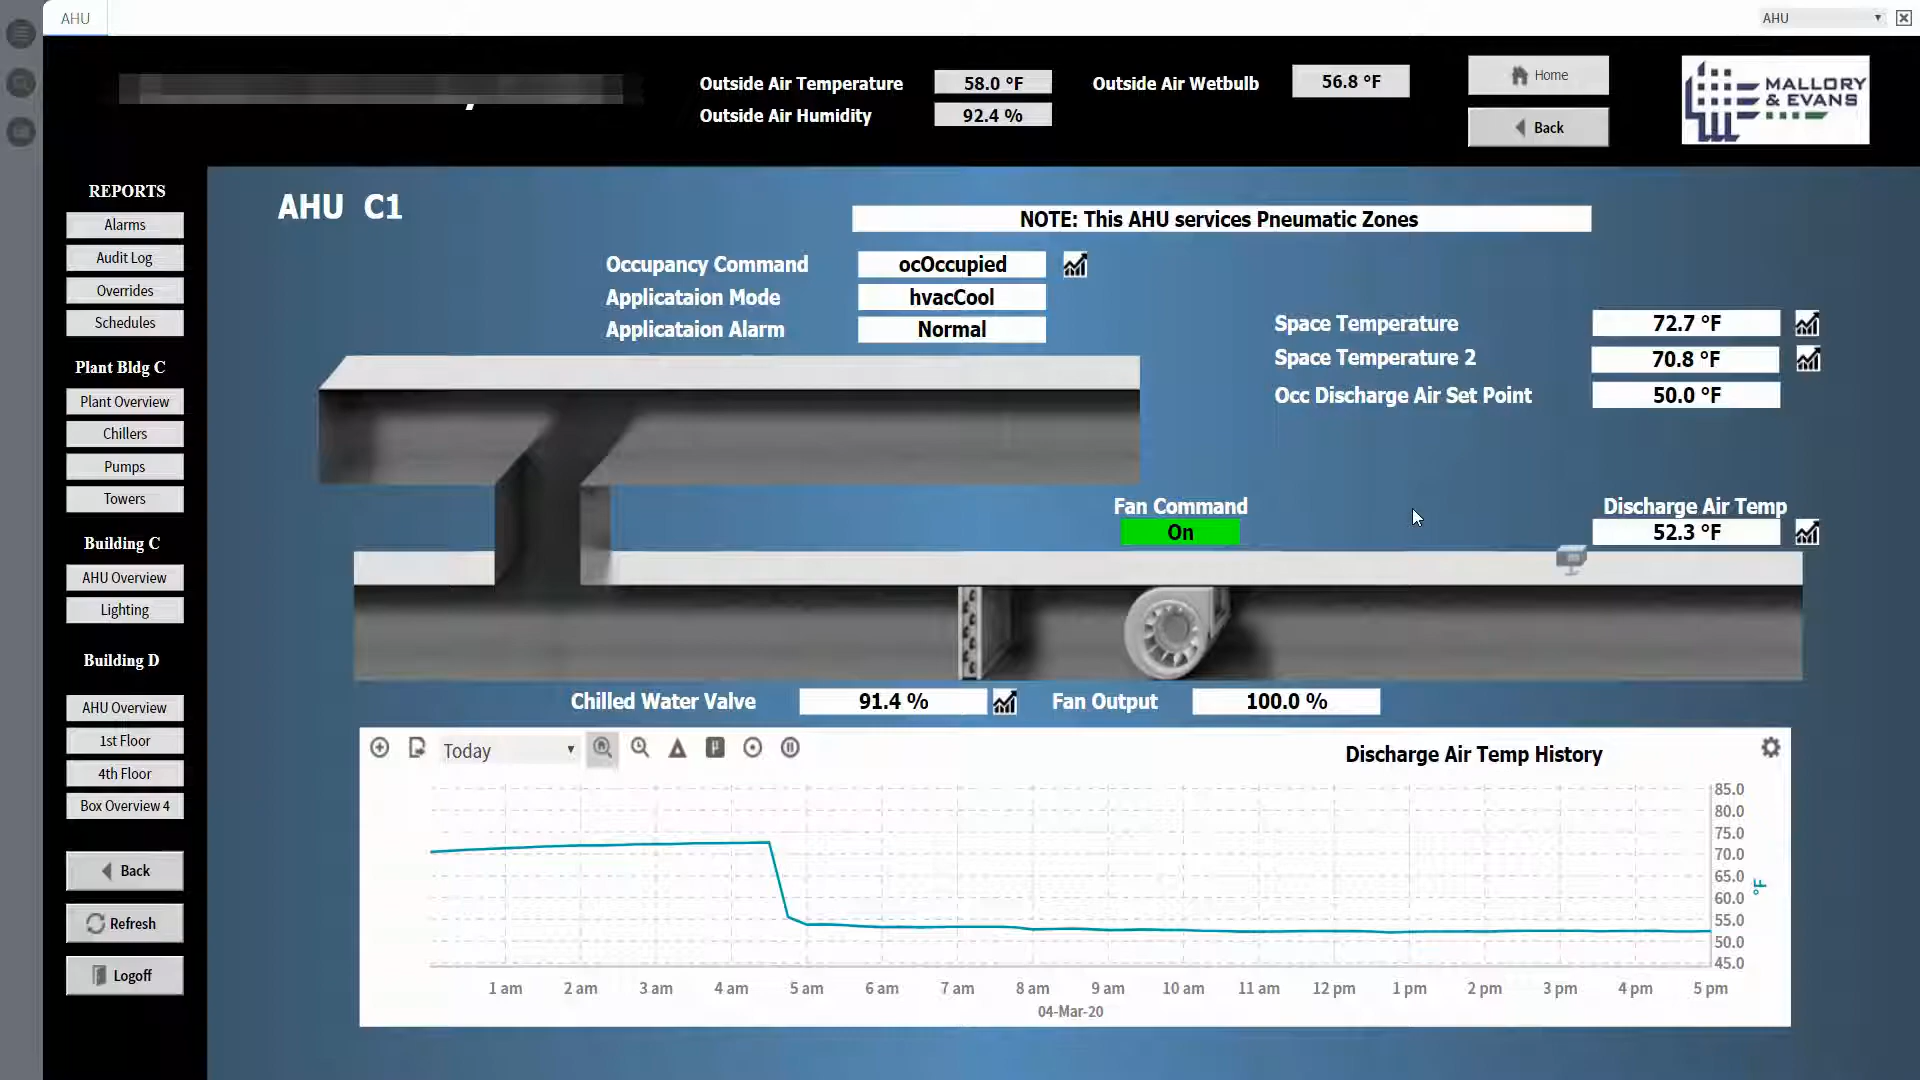 AHU
AHU
Outside Air Temperature 58.0 °F
Outside Air Wetbulb 56.8 °F
Outside Air Humidity 92.4 %
Home
Back
MALLORY
& EVANS
REPORTS
Alarms
Audit Log
Overrides
Schedules
Plant Bldg C
Plant Overview
Chillers
Pumps
Towers
Building C
AHU Overview
Lighting
Building D
AHU Overview
1st Floor
4th Floor
Box Overview 4
Back
Refresh
Logoff
AHU C1
NOTE: This AHU services Pneumatic Zones
Occupancy Command ocOccupied
Applicataion Mode hvacCool
Applicataion Alarm Normal
Space Temperature 72.7 °F
Space Temperature 2 70.8 °F
Occ Discharge Air Set Point 50.0 °F
Fan Command
On
Discharge Air Temp
52.3 °F
Chilled Water Valve 91.4 %
Fan Output 100.0 %
Today
Discharge Air Temp History
85.0
80.0
75.0
70.0
65.0
60.0
55.0
50.0
45.0
°F
1 am 2 am 3 am 4 am 5 am 6 am 7 am 8 am 9 am 10 am 11 am 12 pm 1 pm 2 pm 3 pm 4 pm 5 pm
04-Mar-20